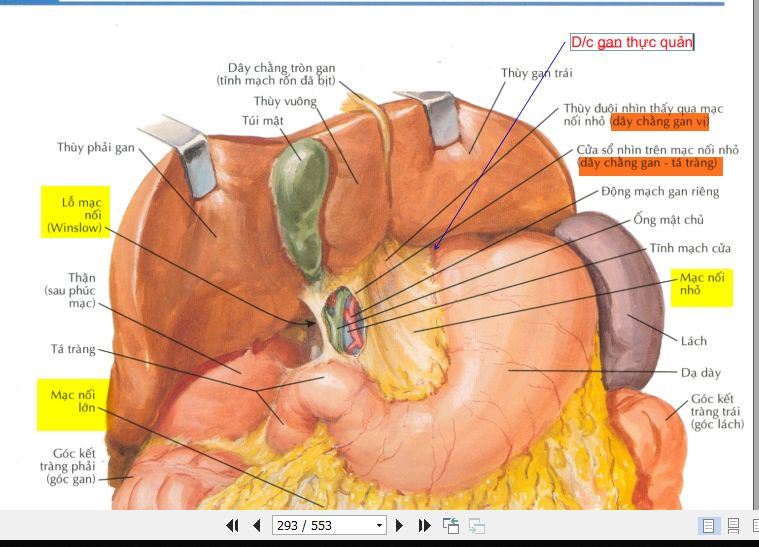 D/c gan thực quản
Dây chằng tròn gan
(tĩnh mạch rốn đã bịt)
Thùy gan trái
Thùy vuông
Túi mật
Thùy đuôi nhìn thấy qua mạc
nối nhỏ (dây chằng gan vị)
Thùy phải gan
Cửa sổ nhìn trên mạc nối nhỏ
(dây chằng gan - tá tràng)
Động mạch gan riêng
Lỗ mạc
nối
(Winslow)
Ống mật chủ
Tĩnh mạch cửa
Thận
(sau phúc
mạc)
Mạc nối
nhỏ
Tá tràng
Lách
Dạ dày
Mạc nối
lớn
Góc kết
tràng trái
(góc lách)
Góc kết
tràng phải
(góc gan)
293 / 553